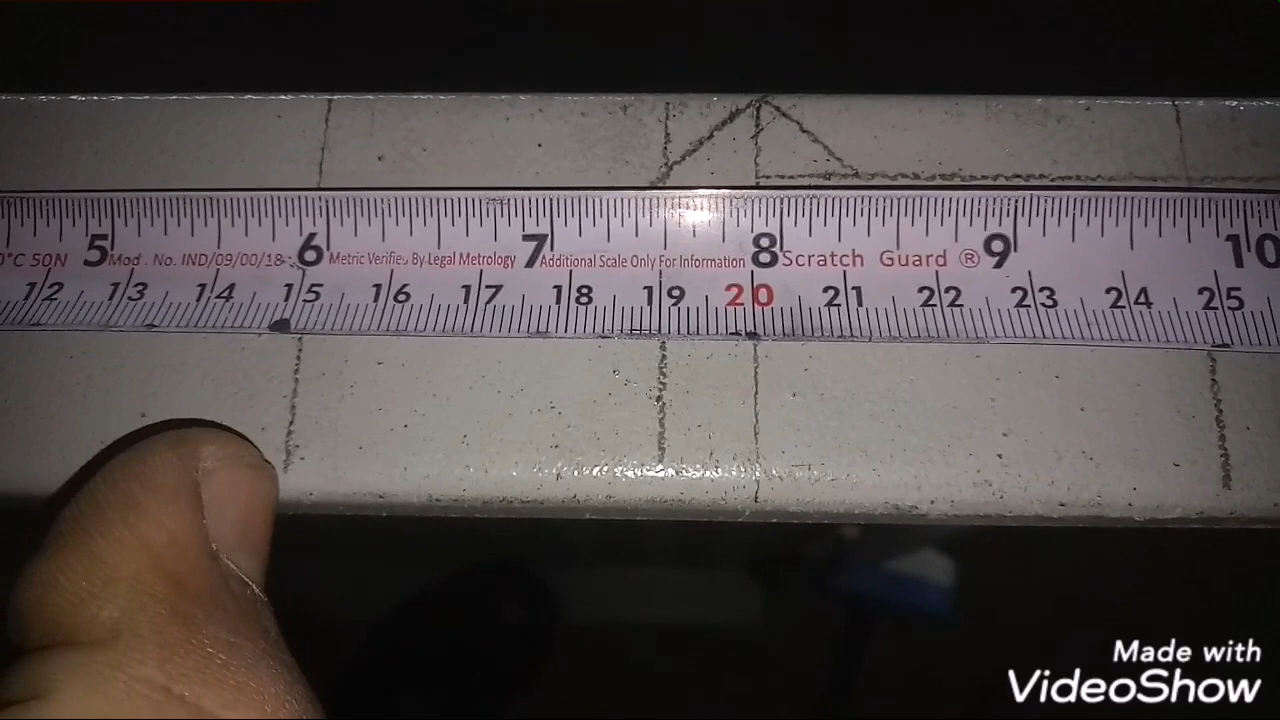 5 6 7 8 9 10
°C 50N Mod . No. IND/09/00/18 Metric Verified By Legal Metrology Additional Scale Only For Information Scratch Guard ®
12 13 14 15 16 17 18 19 20 21 22 23 24 25
Made with
VideoShow